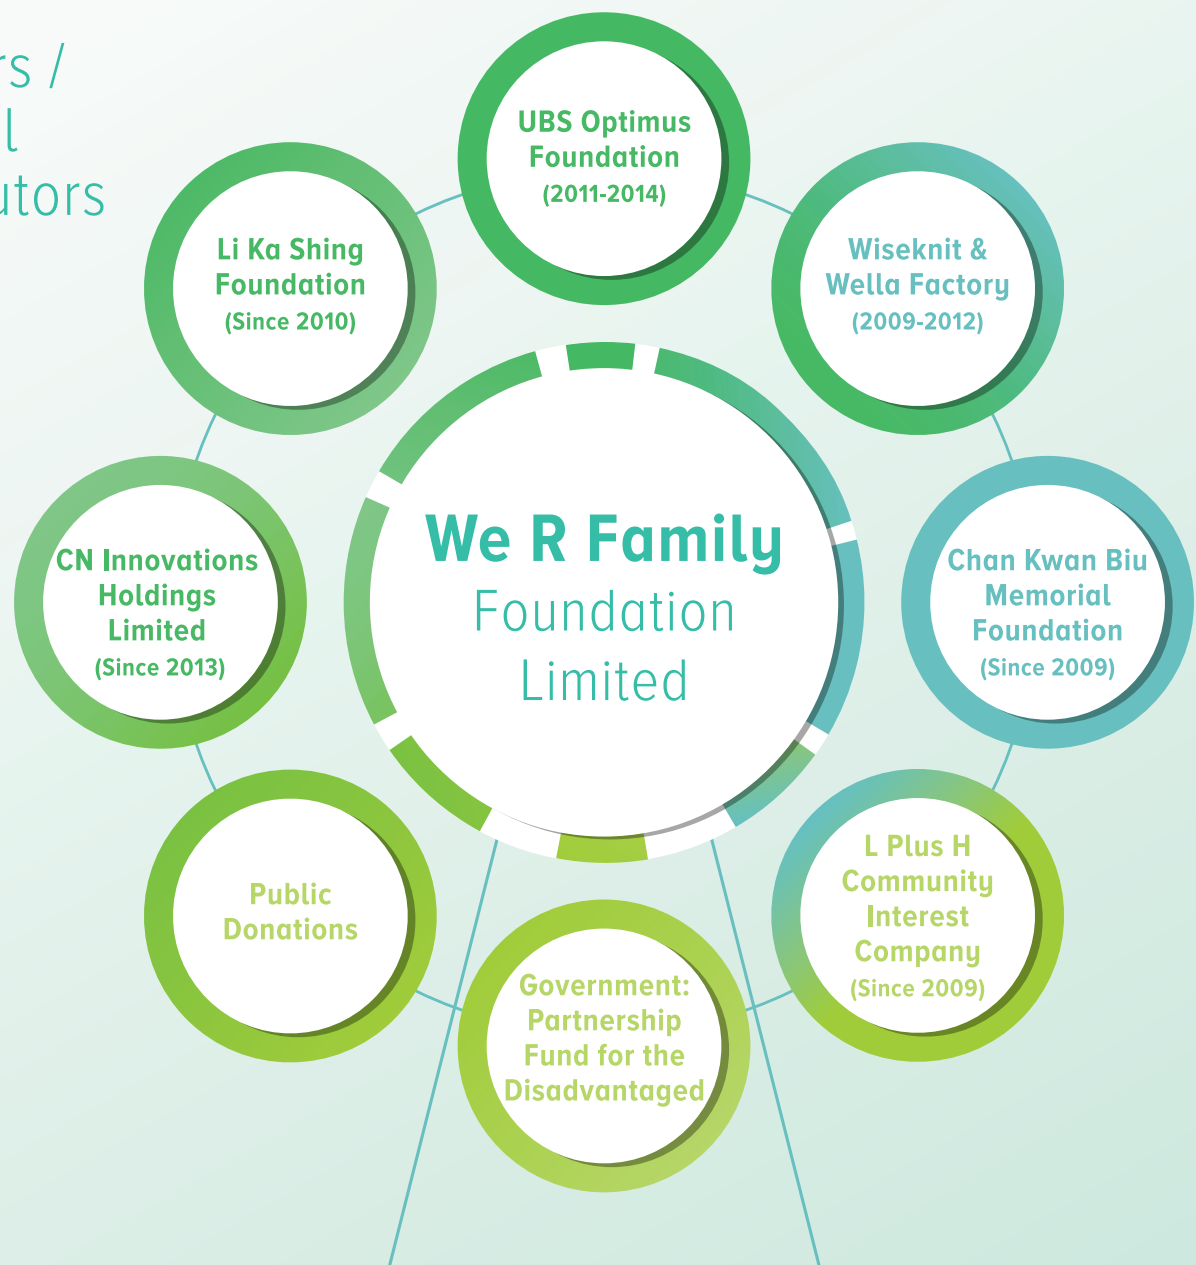 rs /
l
utors
UBS Optimus
Foundation
(2011-2014)
Li Ka Shing
Foundation
(Since 2010)
Wiseknit &
Wella Factory
(2009-2012)
We R Family
Foundation
Limited
CN Innovations
Holdings
Limited
(Since 2013)
Chan Kwan Biu
Memorial
Foundation
(Since 2009)
Public
Donations
L Plus H
Community
Interest
Company
(Since 2009)
Government:
Partnership
Fund for the
Disadvantaged